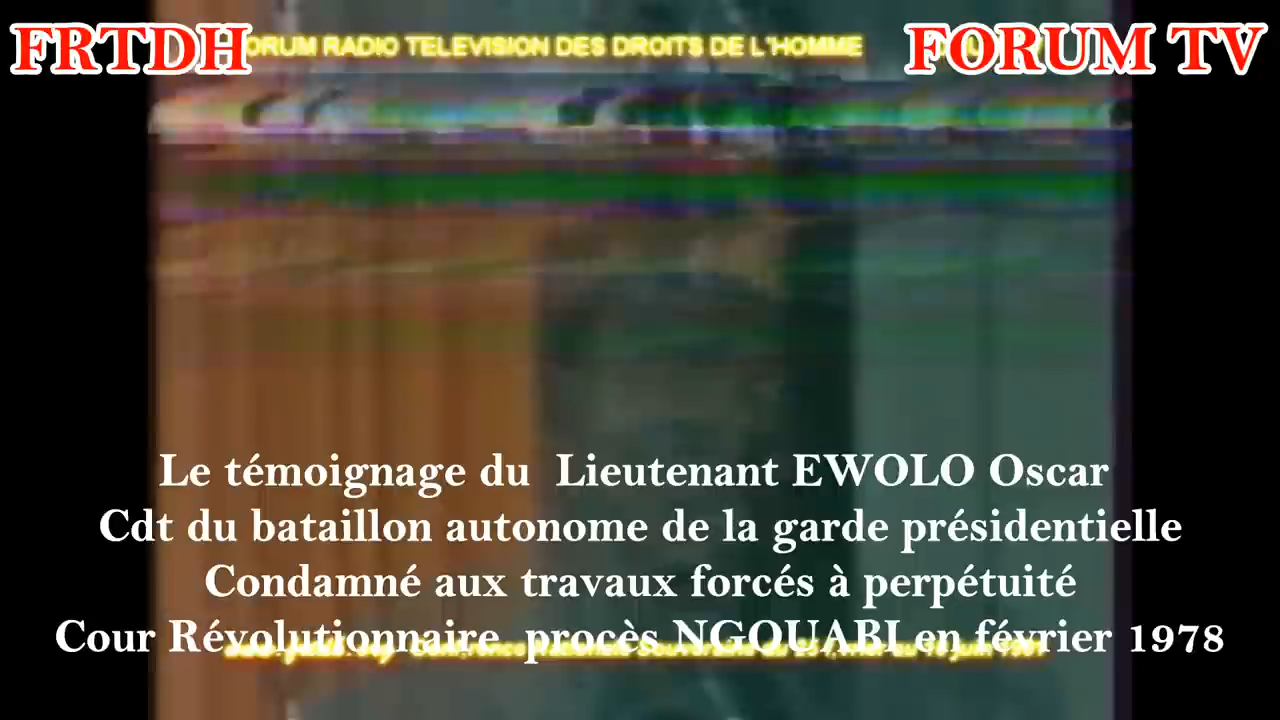 FRTDH
FORUM TV
ORUM RADIO TELEVISION DES DROITS DE L'HOMME
Le témoignage du Lieutenant EWOLO Oscar
Cdt du bataillon autonome de la garde présidentielle
Condamné aux travaux forcés à perpétuité
Cour Révolutionnaire procès NGOUABI en février 1978